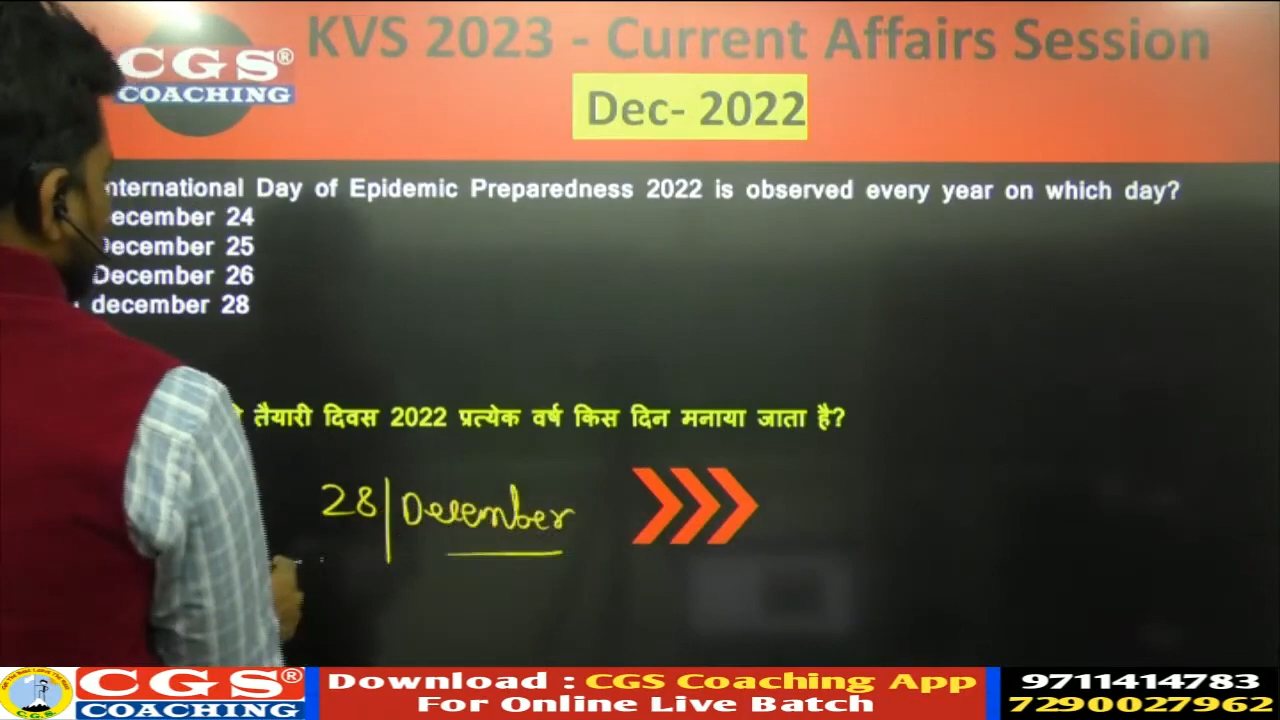 CGS®
COACHING
KVS 2023 - Current Affairs Session
Dec- 2022
nternational Day of Epidemic Preparedness 2022 is observed every year on which day?
ecember 24
December 25
December 26
december 28
तैयारी दिवस 2022 प्रत्येक वर्ष किस दिन मनाया जाता है?
28 | December
C.G.S.
CGS®
COACHING
Download : CGS Coaching App
For Online Live Batch
9711414783
7290027962